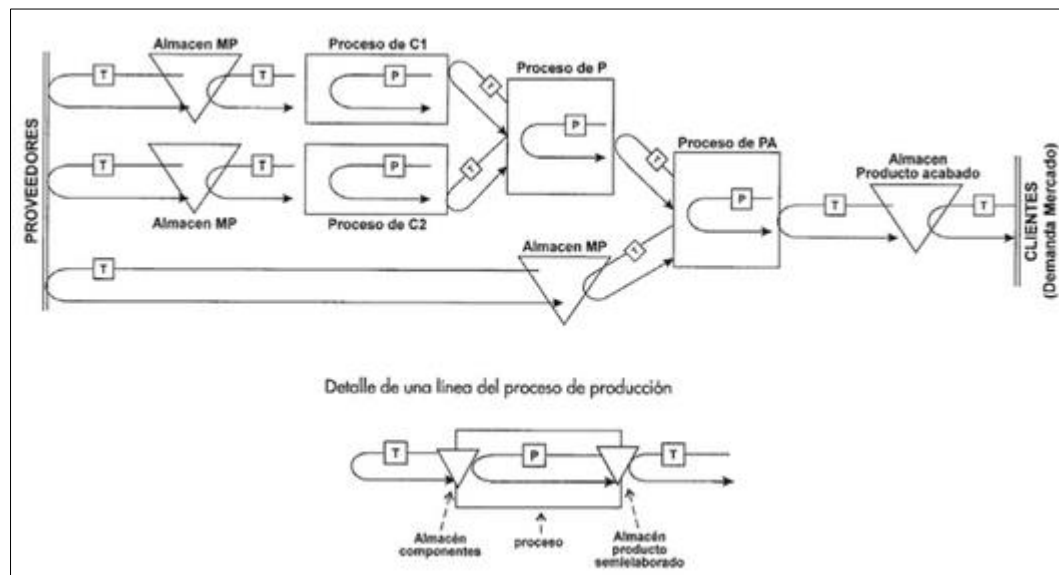 Almacen MP
Proceso de C1
Proceso de P
T
T
P
T
P
PROVEEDORES
T
T
P
T
Almacen MP
Proceso de C2
T
Proceso de PA
P
Almacen
Producto acabado
T
T
CLIENTES
(Demanda Mercado)
T
Almacen MP
T
Detalle de una línea del proceso de producción
T
P
T
Almacén
componentes
proceso
Almacén
producto
semielaborado